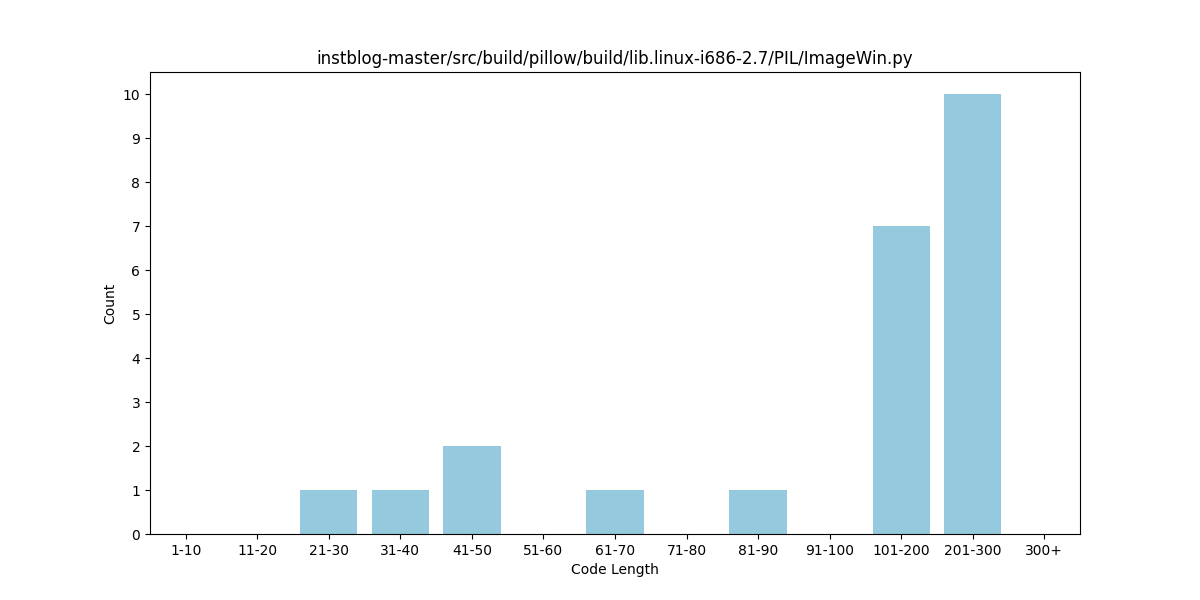 instblog-master/src/build/pillow/build/lib.linux-i686-2.7/PIL/ImageWin.py
10
9
8
7
6
5
4
3
2
1
0
Count
1-10 11-20 21-30 31-40 41-50 51-60 61-70 71-80 81-90 91-100 101-200 201-300 300+
Code Length